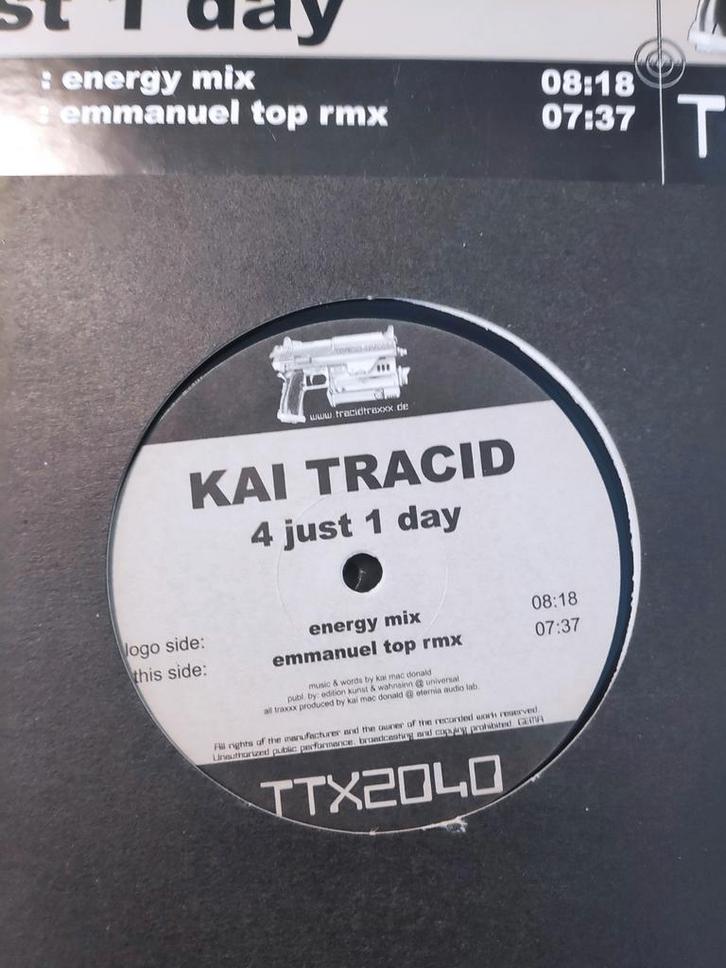 st 1 day
: energy mix 08:18
: emmanuel top rmx 07:37
T
www.tracidtraxxx.de
KAI TRACID
4 just 1 day
logo side: energy mix 08:18
this side: emmanuel top rmx 07:37
music & words by kai mac donald
publ. by: edition kunst & wahnsinn @ universal
all traxxx produced by kai mac donald @ eternia audio lab.
All rights of the manufacturer and the owner of the recorded work reserved.
Unauthorized public performance, broadcasting and copying prohibited. GEMA
TTX2040